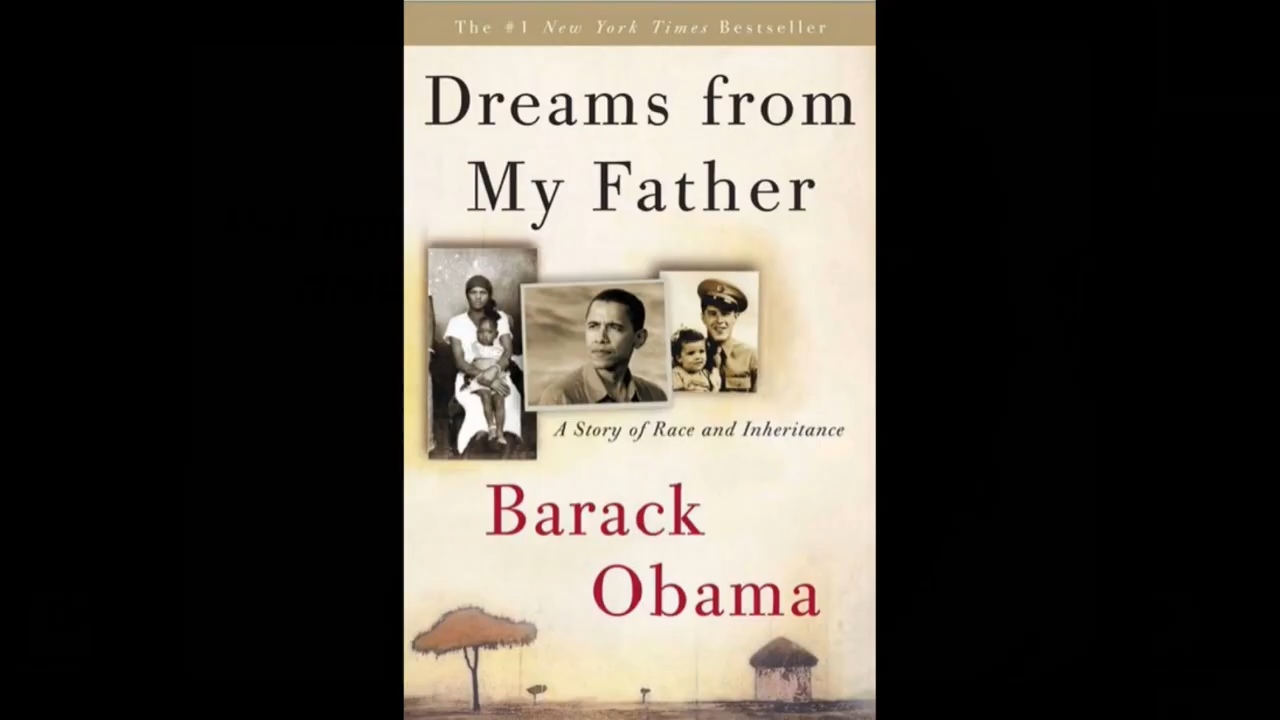 The #1 New York Times Bestseller
Dreams from
My Father
A Story of Race and Inheritance
Barack
Obama